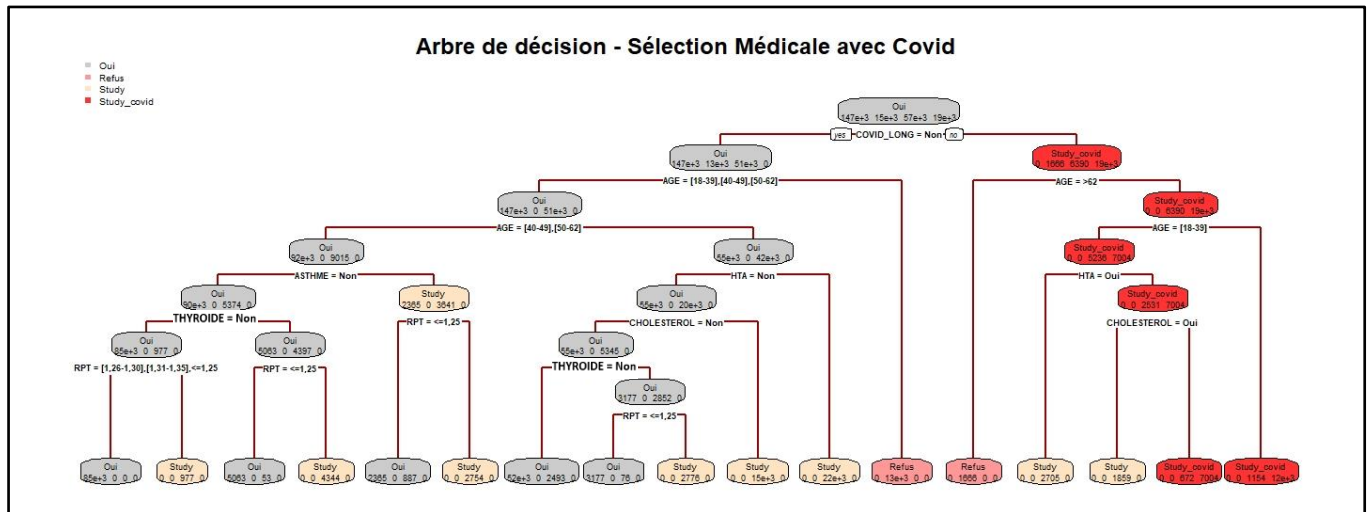 Arbre de décision - Sélection Médicale avec Covid
Oui
Refus
Study
Study_covid
Oui
147e+3 15e+3 57e+3 19e+3
yes COVID_LONG = Non no
Oui
147e+3 13e+3 51e+3 0
Study_covid
0 1666 6390 19e+3
AGE = [18-39],[40-49],[50-62]
AGE = >62
Oui
147e+3 0 51e+3 0
Study_covid
0 0 6390 19e+3
AGE = [40-49],[50-62]
AGE = [18-39]
Oui
92e+3 0 9015 0
Oui
55e+3 0 42e+3 0
Study_covid
0 0 5236 7004
ASTHME = Non
HTA = Non
HTA = Oui
Oui
90e+3 0 5374 0
Study
2365 0 3641 0
Oui
55e+3 0 20e+3 0
Study_covid
0 0 2531 7004
THYROIDE = Non
RPT = <=1,25
CHOLESTEROL = Non
CHOLESTEROL = Oui
Oui
85e+3 0 977 0
Oui
5063 0 4397 0
Oui
55e+3 0 5345 0
RPT = [1,26-1,30],[1,31-1,35],<=1,25
RPT = <=1,25
THYROIDE = Non
Oui
3177 0 2852 0
RPT = <=1,25
Oui
85e+3 0 0 0
Study
0 0 977 0
Oui
5063 0 53 0
Study
0 0 4344 0
Oui
2365 0 887 0
Study
0 0 2754 0
Oui
52e+3 0 2493 0
Oui
3177 0 76 0
Study
0 0 2776 0
Study
0 0 15e+3 0
Study
0 0 22e+3 0
Refus
0 13e+3 0 0
Refus
0 1666 0 0
Study
0 0 2705 0
Study
0 0 1859 0
Study_covid
0 0 672 7004
Study_covid
0 0 1154 12e+3